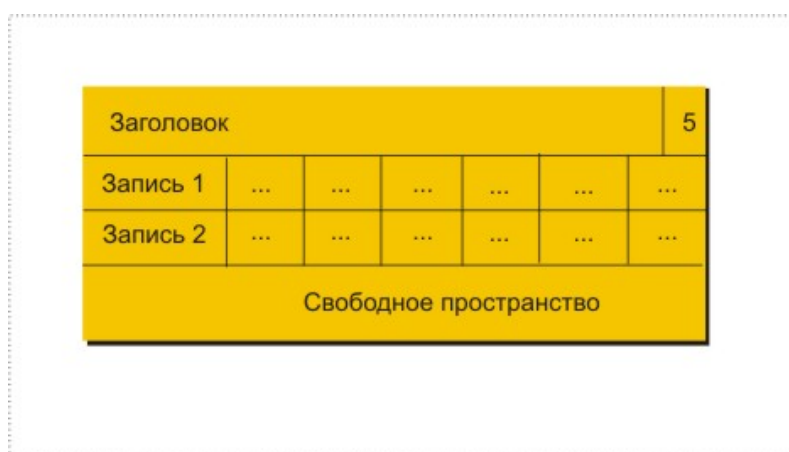 Заголовок 5
Запись 1 ... ... ... ... ... ...
Запись 2 ... ... ... ... ... ...
Свободное пространство